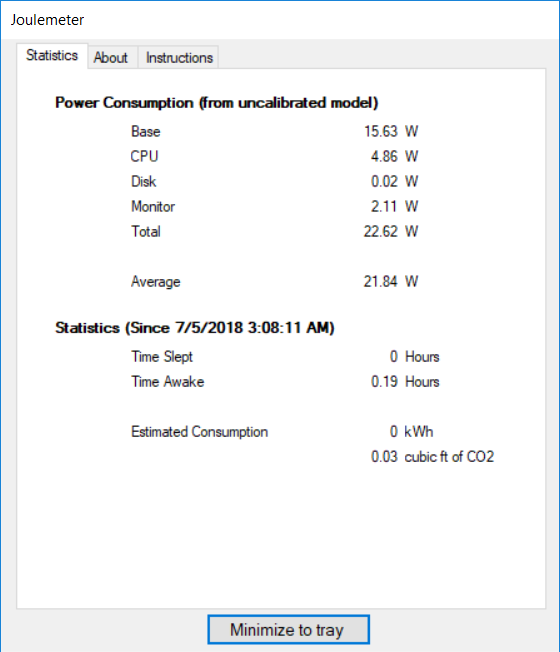 Joulemeter
Statistics About Instructions
Power Consumption (from uncalibrated model)
Base 15.63 W
CPU 4.86 W
Disk 0.02 W
Monitor 2.11 W
Total 22.62 W
Average 21.84 W
Statistics (Since 7/5/2018 3:08:11 AM)
Time Slept 0 Hours
Time Awake 0.19 Hours
Estimated Consumption 0 kWh
0.03 cubic ft of CO2
Minimize to tray